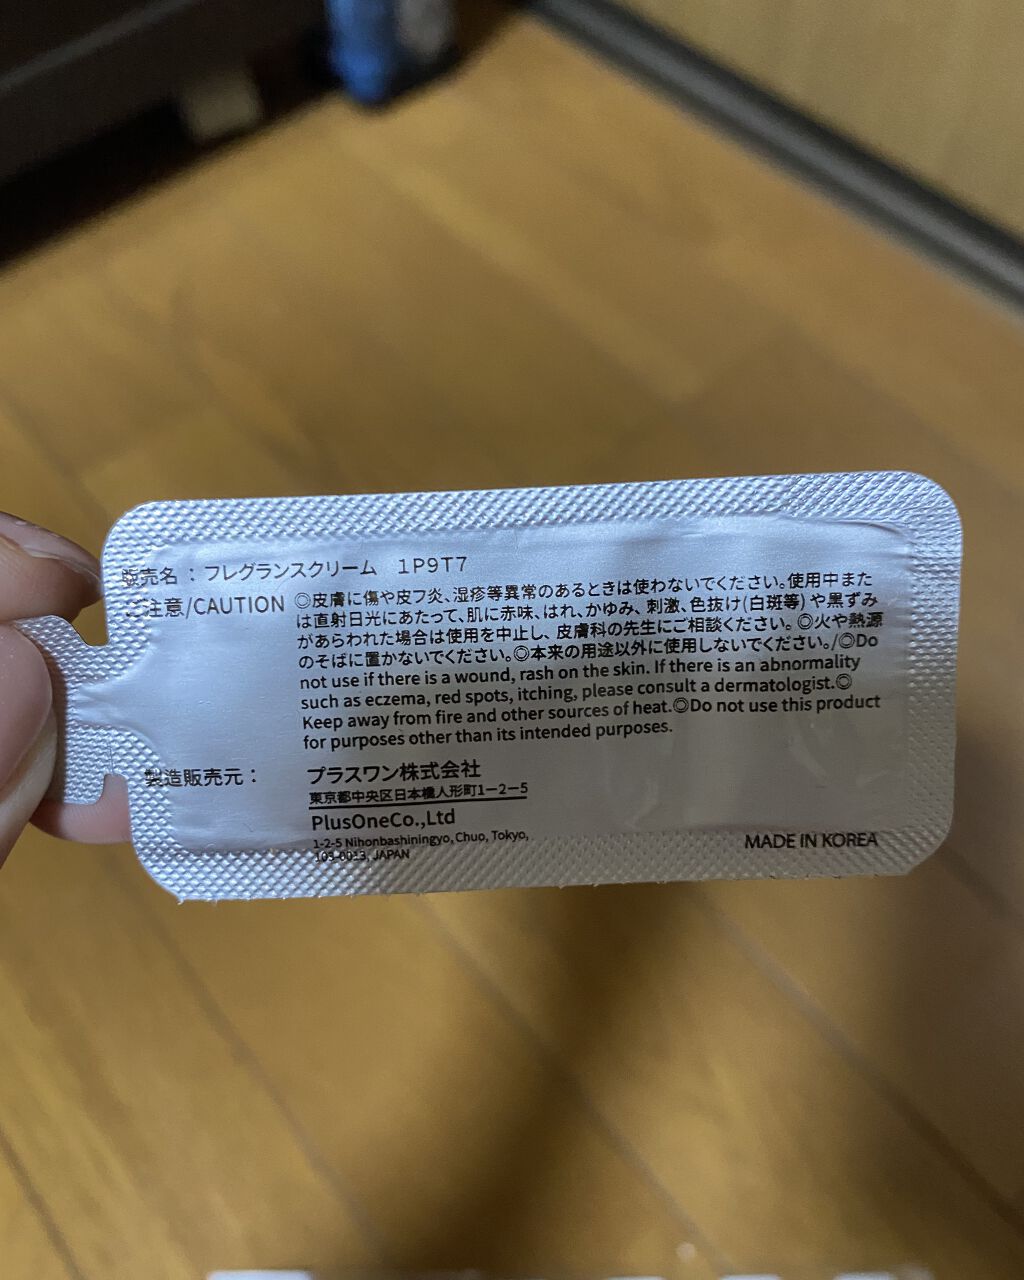 販売名：フレグランスクリーム 1P9T7
ご注意/CAUTION ◎皮膚に傷や皮フ炎、湿疹等異常のあるときは使わないでください。使用中また
は直射日光にあたって、肌に赤味、はれ、かゆみ、刺激、色抜け(白斑等)や黒ずみ
があらわれた場合は使用を中止し、皮膚科の先生にご相談ください。◎火や熱源
のそばに置かないでください。◎本来の用途以外に使用しないでください。/◎Do
not use if there is a wound, rash on the skin. If there is an abnormality
such as eczema, red spots, itching, please consult a dermatologist.◎
Keep away from fire and other sources of heat.◎Do not use this product
for purposes other than its intended purposes.
製造販売元： プラスワン株式会社
東京都中央区日本橋人形町1−2−5
PlusOneCo.,Ltd
1-2-5 Nihonbashiningyo, Chuo, Tokyo,
103-0013, JAPAN
MADE IN KOREA